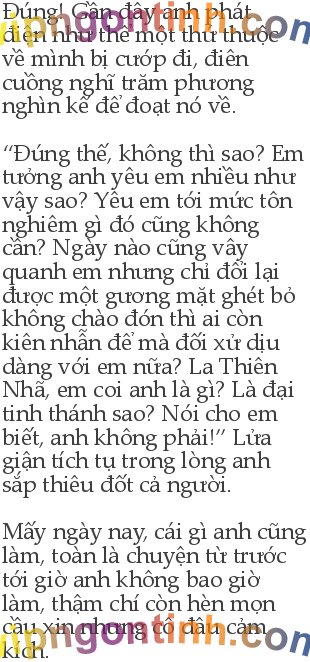 Đúng! Gần đây anh phát
điên như thể một thứ thuộc
về mình bị cướp đi, điên
cuồng nghĩ trăm phương
nghìn kế để đoạt nó về.
“Đúng thế, không thì sao? Em
tưởng anh yêu em nhiều như
vậy sao? Yêu em tới mức tôn
nghiêm gì đó cũng không
cần? Ngày nào cũng vây
quanh em nhưng chỉ đổi lại
được một gương mặt ghét bỏ
không chào đón thì ai còn
kiên nhẫn để mà đối xử dịu
dàng với em nữa? La Thiên
Nhã, em coi anh là gì? Là đại
tinh thánh sao? Nói cho em
biết, anh không phải!” Lửa
giận tích tụ trong lòng anh
sắp thiêu đốt cả người.
Mấy ngày nay, cái gì anh cũng
làm, toàn là chuyện từ trước
tới giờ anh không bao giờ
làm, thậm chí còn hèn mọn
cầu xin nhưng cô đâu cảm
kích.